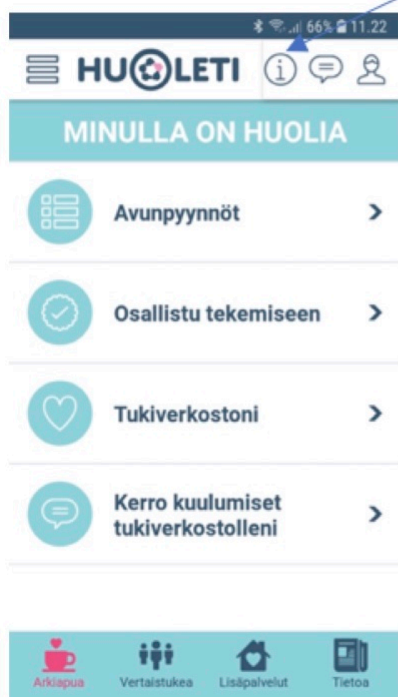 66% 11.22
HUOLETI
MINULLA ON HUOLIA
Avunpyynnöt
Osallistu tekemiseen
Tukiverkostoni
Kerro kuulumiset
tukiverkostolleni
Arkiapua Vertaistukea Lisäpalvelut Tietoa